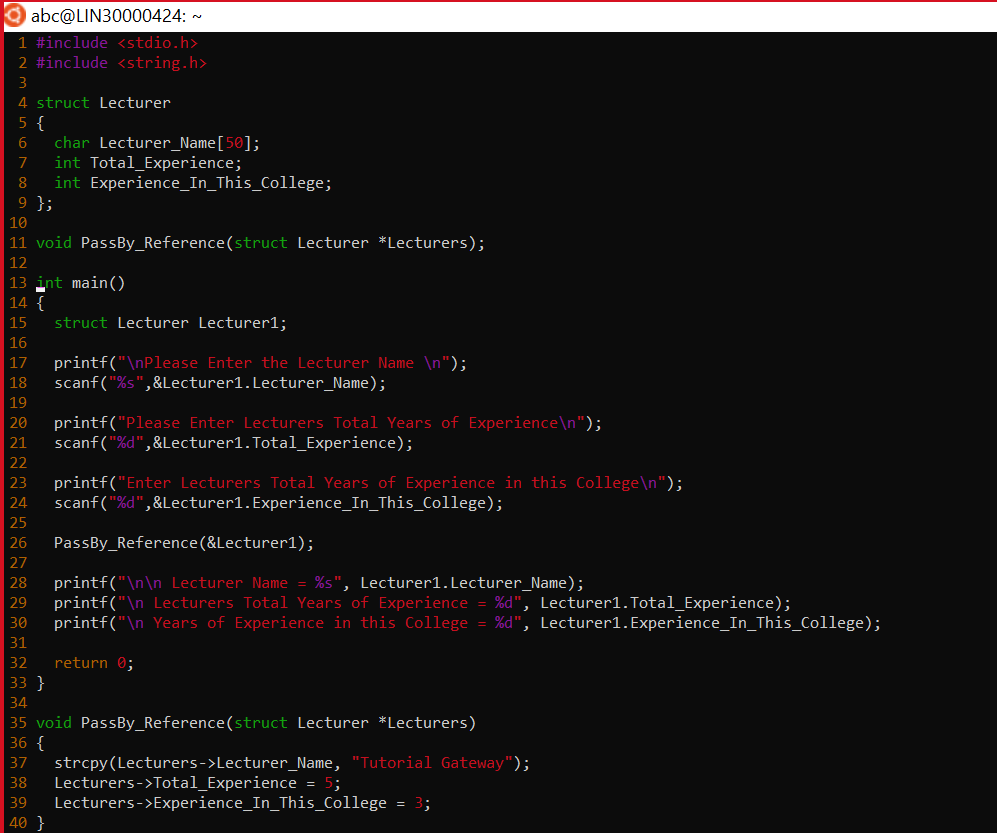 abc@LIN30000424: ~
1 #include <stdio.h>
2 #include <string.h>
3
4 struct Lecturer
5 {
6   char Lecturer_Name[50];
7   int Total_Experience;
8   int Experience_In_This_College;
9 };
10
11 void PassBy_Reference(struct Lecturer *Lecturers);
12
13 int main()
14 {
15   struct Lecturer Lecturer1;
16
17   printf("\nPlease Enter the Lecturer Name \n");
18   scanf("%s",&Lecturer1.Lecturer_Name);
19
20   printf("Please Enter Lecturers Total Years of Experience\n");
21   scanf("%d",&Lecturer1.Total_Experience);
22
23   printf("Enter Lecturers Total Years of Experience in this College\n");
24   scanf("%d",&Lecturer1.Experience_In_This_College);
25
26   PassBy_Reference(&Lecturer1);
27
28   printf("\n\n Lecturer Name = %s", Lecturer1.Lecturer_Name);
29   printf("\n Lecturers Total Years of Experience = %d", Lecturer1.Total_Experience);
30   printf("\n Years of Experience in this College = %d", Lecturer1.Experience_In_This_College);
31
32   return 0;
33 }
34
35 void PassBy_Reference(struct Lecturer *Lecturers)
36 {
37   strcpy(Lecturers->Lecturer_Name, "Tutorial Gateway");
38   Lecturers->Total_Experience = 5;
39   Lecturers->Experience_In_This_College = 3;
40 }